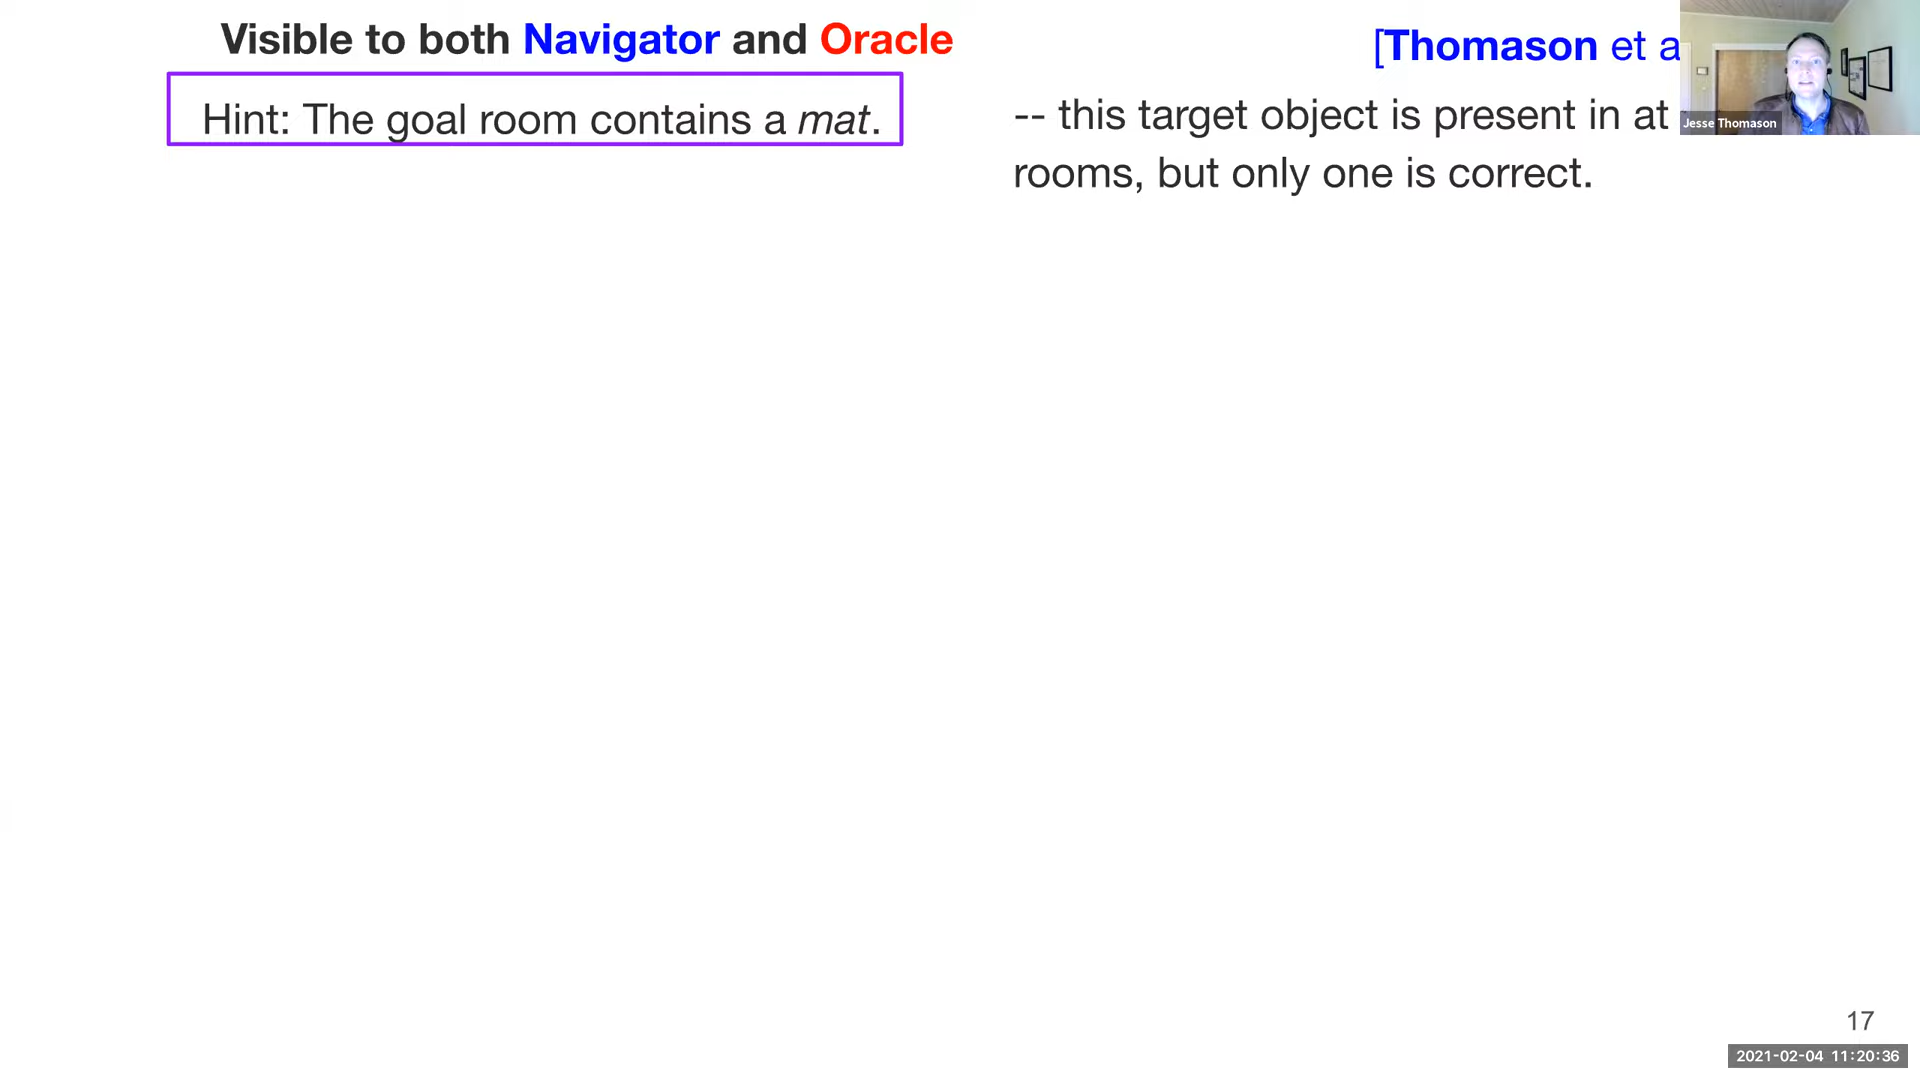 Visible to both Navigator and Oracle
Hint: The goal room contains a mat.
[Thomason et a
-- this target object is present in at
rooms, but only one is correct.
Jesse Thomason
17
2021-02-04 11:20:36